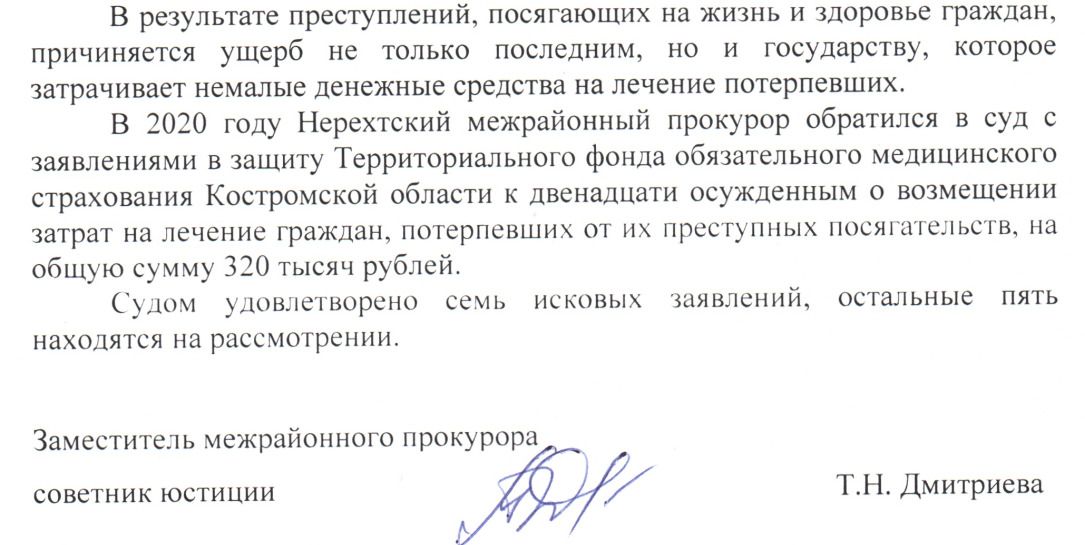 В результате преступлений, посягающих на жизнь и здоровье граждан,
причиняется ущерб не только последним, но и государству, которое
затрачивает немалые денежные средства на лечение потерпевших.
В 2020 году Нерехтский межрайонный прокурор обратился в суд с
заявлениями в защиту Территориального фонда обязательного медицинского
страхования Костромской области к двенадцати осужденным о возмещении
затрат на лечение граждан, потерпевших от их преступных посягательств, на
общую сумму 320 тысяч рублей.
Судом удовлетворено семь исковых заявлений, остальные пять
находятся на рассмотрении.
Заместитель межрайонного прокурора
советник юстиции Т.Н. Дмитриева